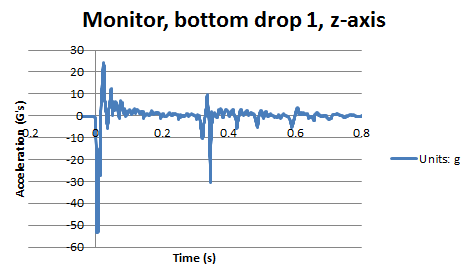 Monitor, bottom drop 1, z-axis
30
20
10
0
-10
-20
-30
-40
-50
-60
-0.2 0 0.2 0.4 0.6 0.8
Acceleration (G's)
Time (s)
Units: g